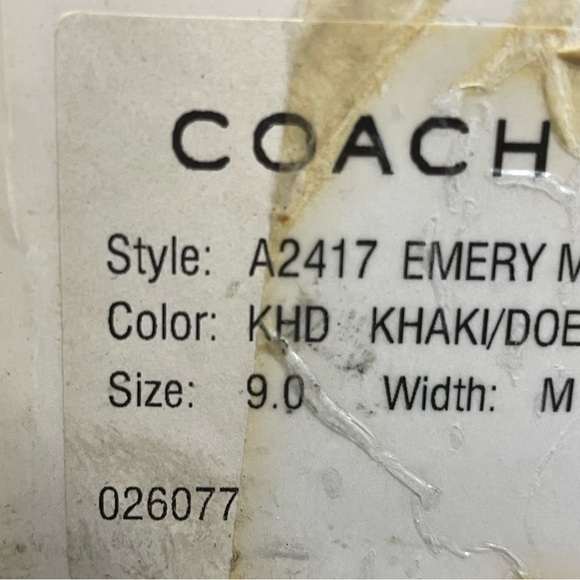 COACH
Style: A2417 EMERY M
Color: KHD KHAKI/DOE
Size: 9.0 Width: M
026077